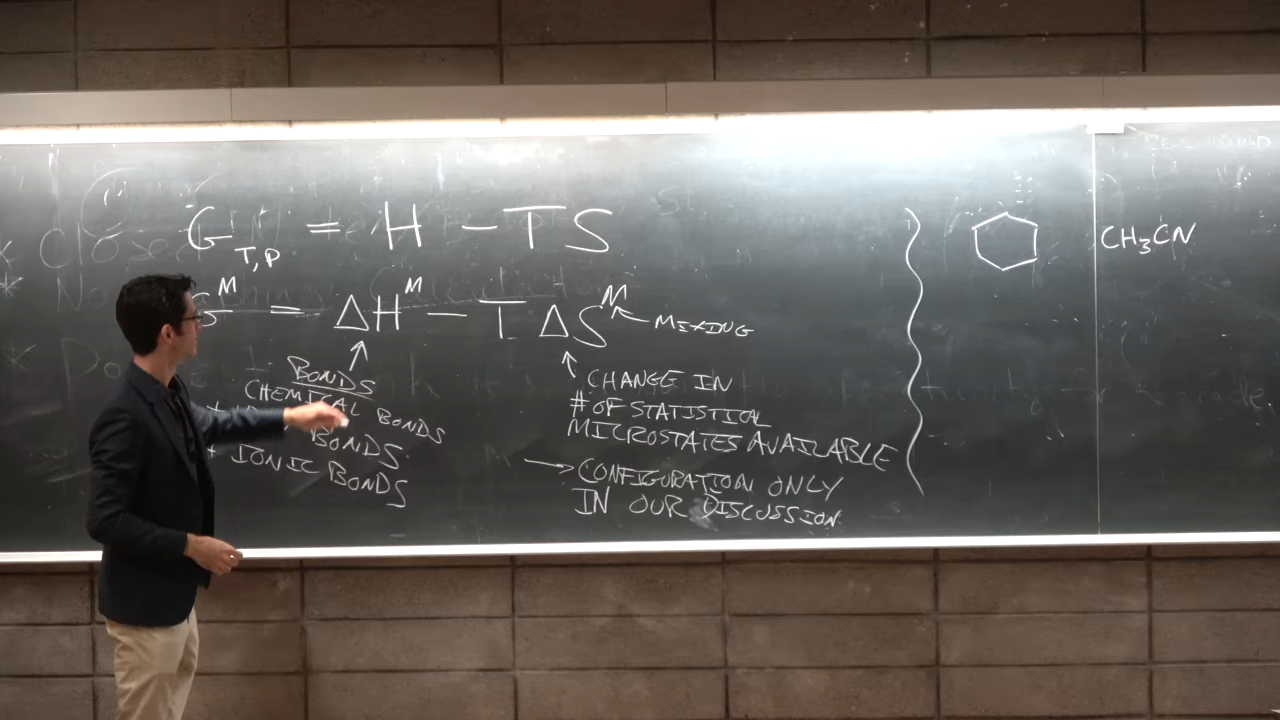 G T,P = H - TS
G^M = ΔH^M - T ΔS^M ← MIXING
BONDS
CHEMICAL BONDS
BONDS
+ IONIC BONDS
CHANGE IN
# OF STATISTICAL
MICROSTATES AVAILABLE
→ CONFIGURATION ONLY
IN OUR DISCUSSION.
CH₃CN